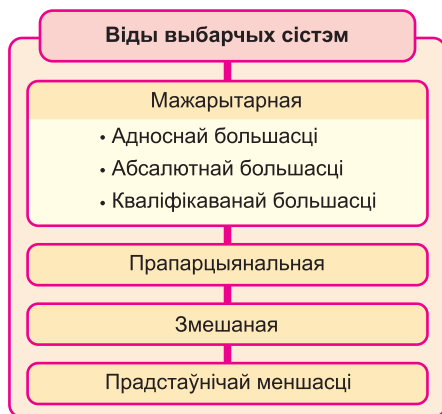 Віды выбарчых сістэм
Мажарытарная
• Адноснай большасці
• Абсалютнай большасці
• Кваліфікаванай большасці
Прапарцыянальная
Змешаная
Прадстаўнічай меншасці